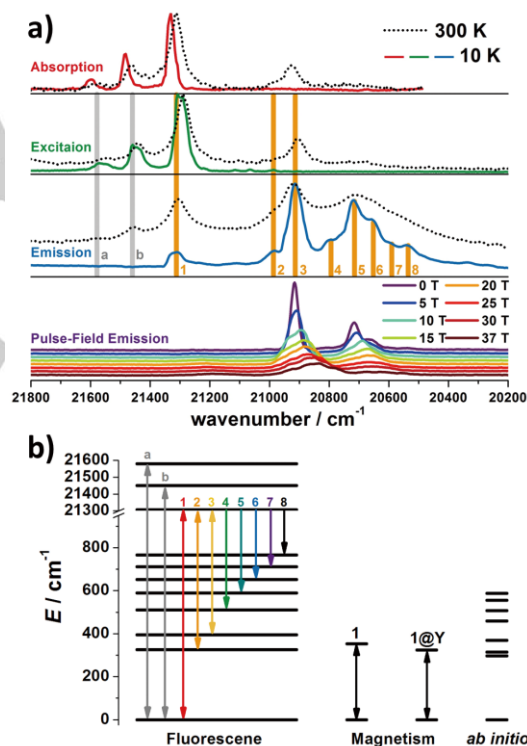 a)
300 K
10 K
Absorption
Excitaion
Emission
a
b
1
2
3
4
5
6
7
8
0 T
20 T
5 T
25 T
10 T
30 T
15 T
37 T
Pulse-Field Emission
21800 21600 21400 21200 21000 20800 20600 20400 20200
wavenumber / cm-1
b)
21600
21500
21400
21300
800
600
400
200
0
E / cm-1
a
b
1 2 3 4 5 6 7 8
1
1@Y
Fluorescene
Magnetism
ab initio